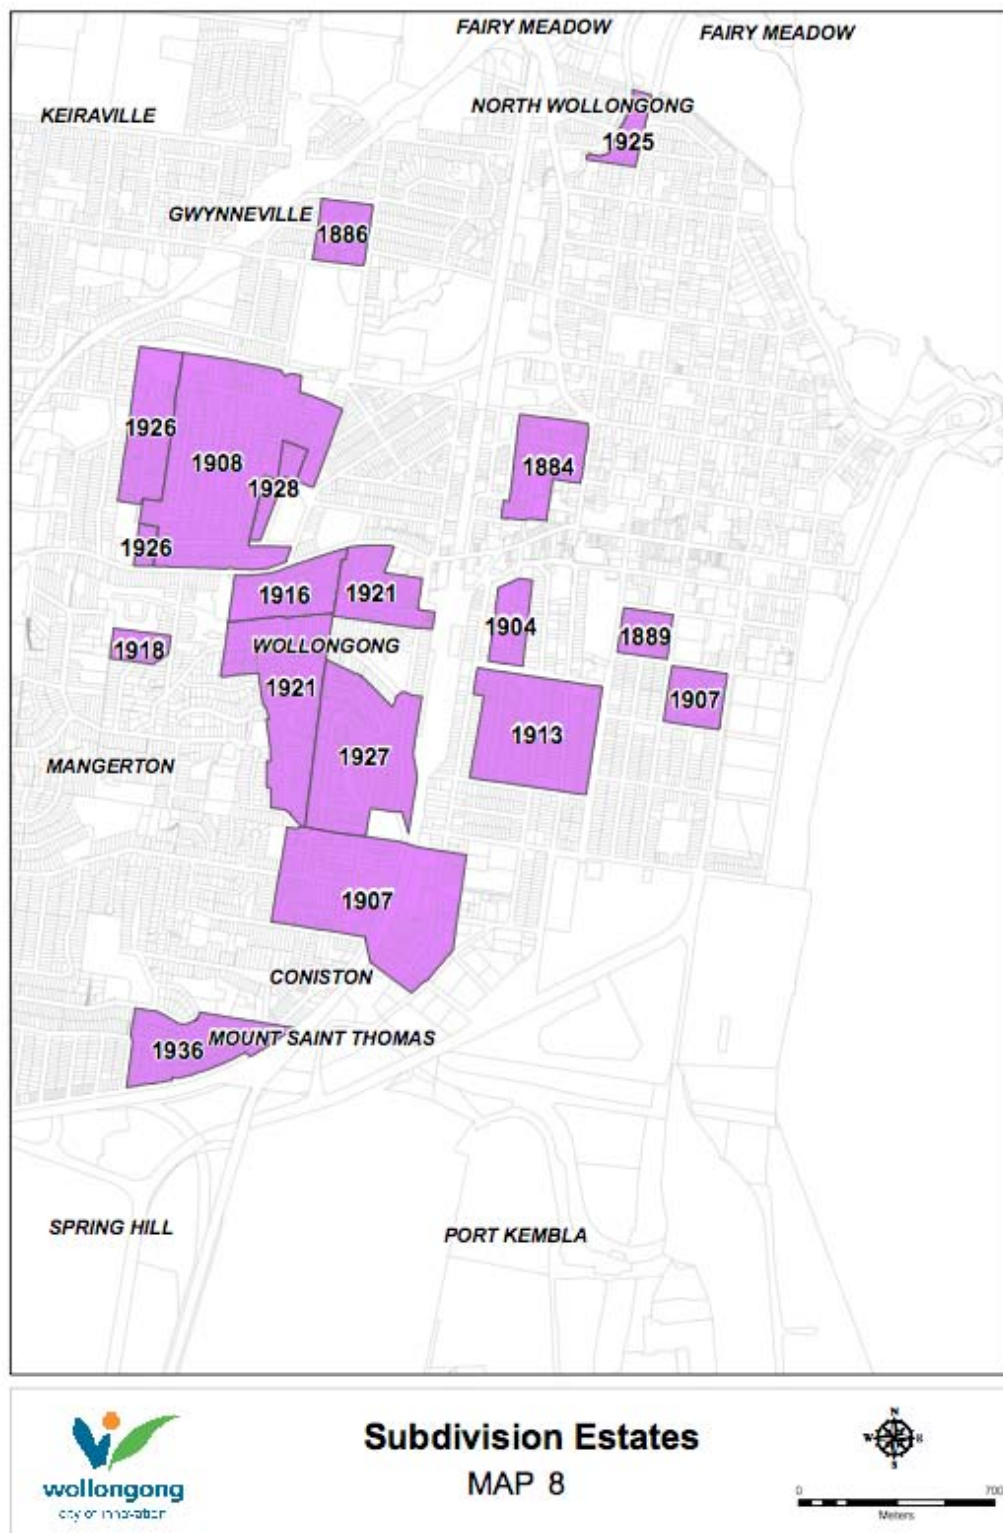 FAIRY MEADOW
FAIRY MEADOW
NORTH WOLLONGONG
KEIRAVILLE
1925
GWYNNEVILLE
1886
1926
1908
1884
1928
1926
1916
1921
1904
1889
WOLLONGONG
1918
1921
1907
1913
1927
MANGERTON
1907
CONISTON
MOUNT SAINT THOMAS
1936
SPRING HILL
PORT KEMBLA
wollongong
city of innovation
Subdivision Estates
MAP 8
N
W
E
S
0
700
Meters